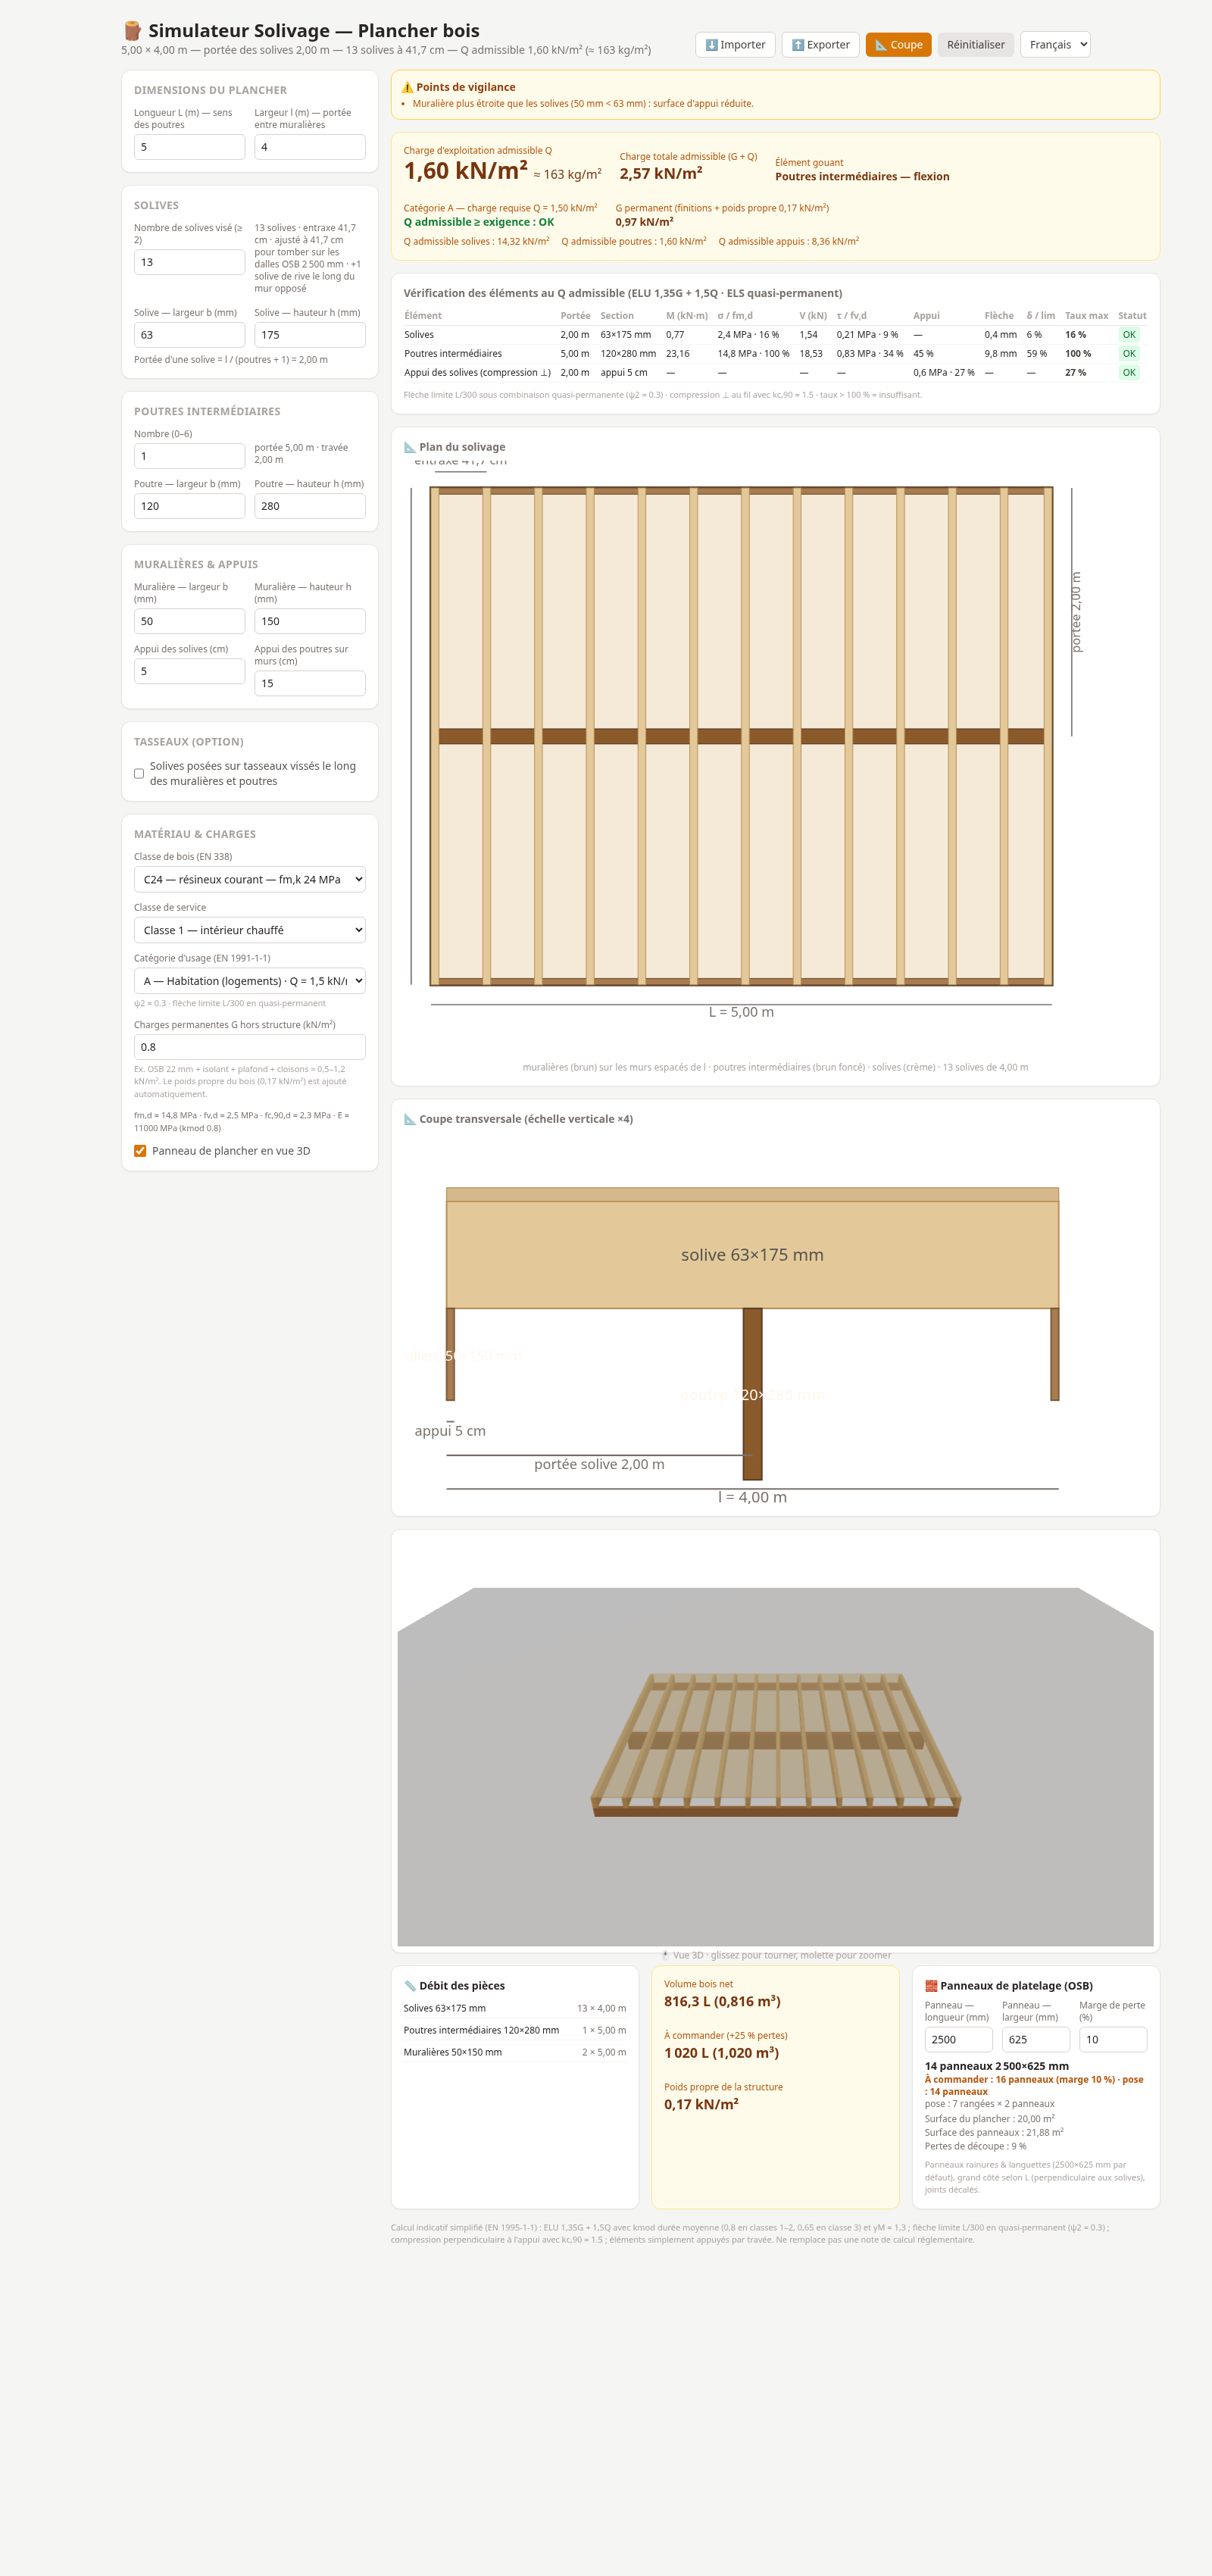 🪵 Simulateur Solivage — Plancher bois
5,00 × 4,00 m — portée des solives 2,00 m — 13 solives à 41,7 cm — Q admissible 1,60 kN/m² (≈ 163 kg/m²)
⬇️ Importer
⬆️ Exporter
📐 Coupe
Réinitialiser
Français
DIMENSIONS DU PLANCHER
Longueur L (m) — sens des poutres
5
Largeur l (m) — portée entre muralières
4
SOLIVES
Nombre de solives visé (≥ 2)
13
13 solives · entraxe 41,7 cm · ajusté à 41,7 cm pour tomber sur les dalles OSB 2 500 mm · +1 solive de rive le long du mur opposé
Solive — largeur b (mm)
63
Solive — hauteur h (mm)
175
Portée d'une solive = l / (poutres + 1) = 2,00 m
POUTRES INTERMÉDIAIRES
Nombre (0–6)
1
portée 5,00 m · travée 2,00 m
Poutre — largeur b (mm)
120
Poutre — hauteur h (mm)
280
MURALIÈRES & APPUIS
Muralière — largeur b (mm)
50
Muralière — hauteur h (mm)
150
Appui des solives (cm)
5
Appui des poutres sur murs (cm)
15
TASSEAUX (OPTION)
Solives posées sur tasseaux vissés le long des muralières et poutres
MATÉRIAU & CHARGES
Classe de bois (EN 338)
C24 — résineux courant — fm,k 24 MPa
Classe de service
Classe 1 — intérieur chauffé
Catégorie d'usage (EN 1991-1-1)
A — Habitation (logements) · Q = 1,5 kN/
ψ2 = 0.3 · flèche limite L/300 en quasi-permanent
Charges permanentes G hors structure (kN/m²)
0.8
Ex. OSB 22 mm + isolant + plafond + cloisons ≈ 0,5–1,2 kN/m². Le poids propre du bois (0,17 kN/m²) est ajouté automatiquement.
fm,d = 14,8 MPa · fv,d = 2,5 MPa · fc,90,d = 2,3 MPa · E = 11000 MPa (kmod 0.8)
Panneau de plancher en vue 3D
⚠️ Points de vigilance
• Muralière plus étroite que les solives (50 mm < 63 mm) : surface d'appui réduite.
Charge d'exploitation admissible Q
1,60 kN/m² ≈ 163 kg/m²
Charge totale admissible (G + Q)
2,57 kN/m²
Élément gouant
Poutres intermédiaires — flexion
Catégorie A — charge requise Q = 1,50 kN/m²
Q admissible ≥ exigence : OK
G permanent (finitions + poids propre 0,17 kN/m²)
0,97 kN/m²
Q admissible solives : 14,32 kN/m² Q admissible poutres : 1,60 kN/m² Q admissible appuis : 8,36 kN/m²
Vérification des éléments au Q admissible (ELU 1,35G + 1,5Q · ELS quasi-permanent)
Élément Portée Section M (kN·m) σ / fm,d V (kN) τ / fv,d Appui Flèche δ / lim Taux max Statut
Solives 2,00 m 63×175 mm 0,77 2,4 MPa · 16 % 1,54 0,21 MPa · 9 % — 0,4 mm 6 % 16 % OK
Poutres intermédiaires 5,00 m 120×280 mm 23,16 14,8 MPa · 100 % 18,53 0,83 MPa · 34 % 45 % 9,8 mm 59 % 100 % OK
Appui des solives (compression ⊥) 2,00 m appui 5 cm — — — — 0,6 MPa · 27 % — — 27 % OK
Flèche limite L/300 sous combinaison quasi-permanente (ψ2 = 0.3) · compression ⊥ au fil avec kc,90 = 1.5 · taux > 100 % = insuffisant.
📐 Plan du solivage
entraxe 41,7 cm
portée 2,00 m
L = 5,00 m
muralières (brun) sur les murs espacés de l · poutres intermédiaires (brun foncé) · solives (crème) · 13 solives de 4,00 m
📐 Coupe transversale (échelle verticale ×4)
solive 63×175 mm
50×150 mm
poutre 120×280 mm
appui 5 cm
portée solive 2,00 m
l = 4,00 m
🖱️ Vue 3D · glissez pour tourner, molette pour zoomer
📏 Débit des pièces
Solives 63×175 mm 13 × 4,00 m
Poutres intermédiaires 120×280 mm 1 × 5,00 m
Muralières 50×150 mm 2 × 5,00 m
Volume bois net
816,3 L (0,816 m³)
À commander (+25 % pertes)
1 020 L (1,020 m³)
Poids propre de la structure
0,17 kN/m²
🧱 Panneaux de platelage (OSB)
Panneau — longueur (mm)
2500
Panneau — largeur (mm)
625
Marge de perte (%)
10
14 panneaux 2 500×625 mm
À commander : 16 panneaux (marge 10 %) · pose : 14 panneaux
pose : 7 rangées × 2 panneaux
Surface du plancher : 20,00 m²
Surface des panneaux : 21,88 m²
Pertes de découpe : 9 %
Panneaux rainurés & languettes (2500×625 mm par défaut), grand côté selon L (perpendiculaire aux solives), joints décalés.
Calcul indicatif simplifié (EN 1995-1-1) : ELU 1,35G + 1,5Q avec kmod durée moyenne (0,8 en classes 1–2, 0,65 en classe 3) et γM = 1,3 ; flèche limite L/300 en quasi-permanent (ψ2 = 0.3) ;
compression perpendiculaire à l'appui avec kc,90 = 1.5 ; éléments simplement appuyés par travée. Ne remplace pas une note de calcul réglementaire.